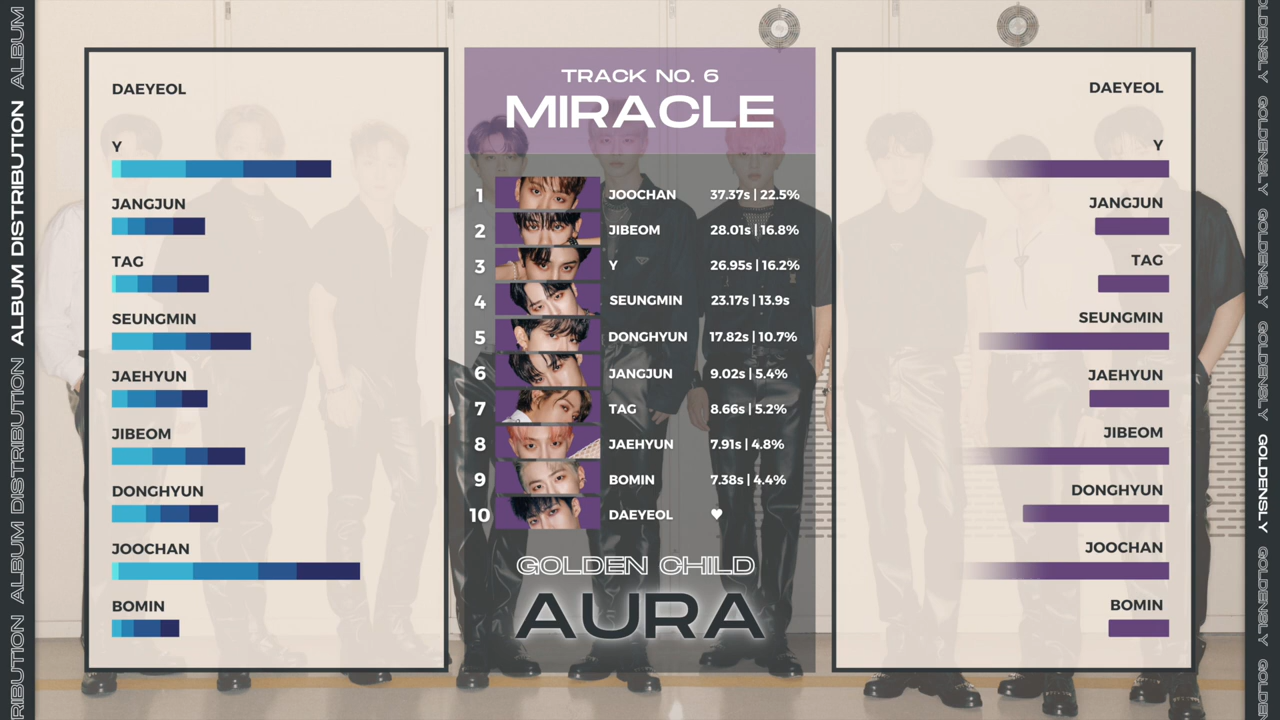 ALBUM DISTRIBUTION
ALBUM DISTRIBUTION
ALBUM
RIBUTION
DAEYEOL
Y
JANGJUN
TAG
SEUNGMIN
JAEHYUN
JIBEOM
DONGHYUN
JOOCHAN
BOMIN
TRACK NO. 6
MIRACLE
1 JOOCHAN 37.37s | 22.5%
2 JIBEOM 28.01s | 16.8%
3 Y 26.95s | 16.2%
4 SEUNGMIN 23.17s | 13.9s
5 DONGHYUN 17.82s | 10.7%
6 JANGJUN 9.02s | 5.4%
7 TAG 8.66s | 5.2%
8 JAEHYUN 7.91s | 4.8%
9 BOMIN 7.38s | 4.4%
10 DAEYEOL ♥
GOLDEN CHILD
AURA
DAEYEOL
Y
JANGJUN
TAG
SEUNGMIN
JAEHYUN
JIBEOM
DONGHYUN
JOOCHAN
BOMIN
OLDENSLY
GOLDENSLY
GOLDENSLY
GOLDENSLY
GOLDENSLY
GOLDENSLY
GOLDEN